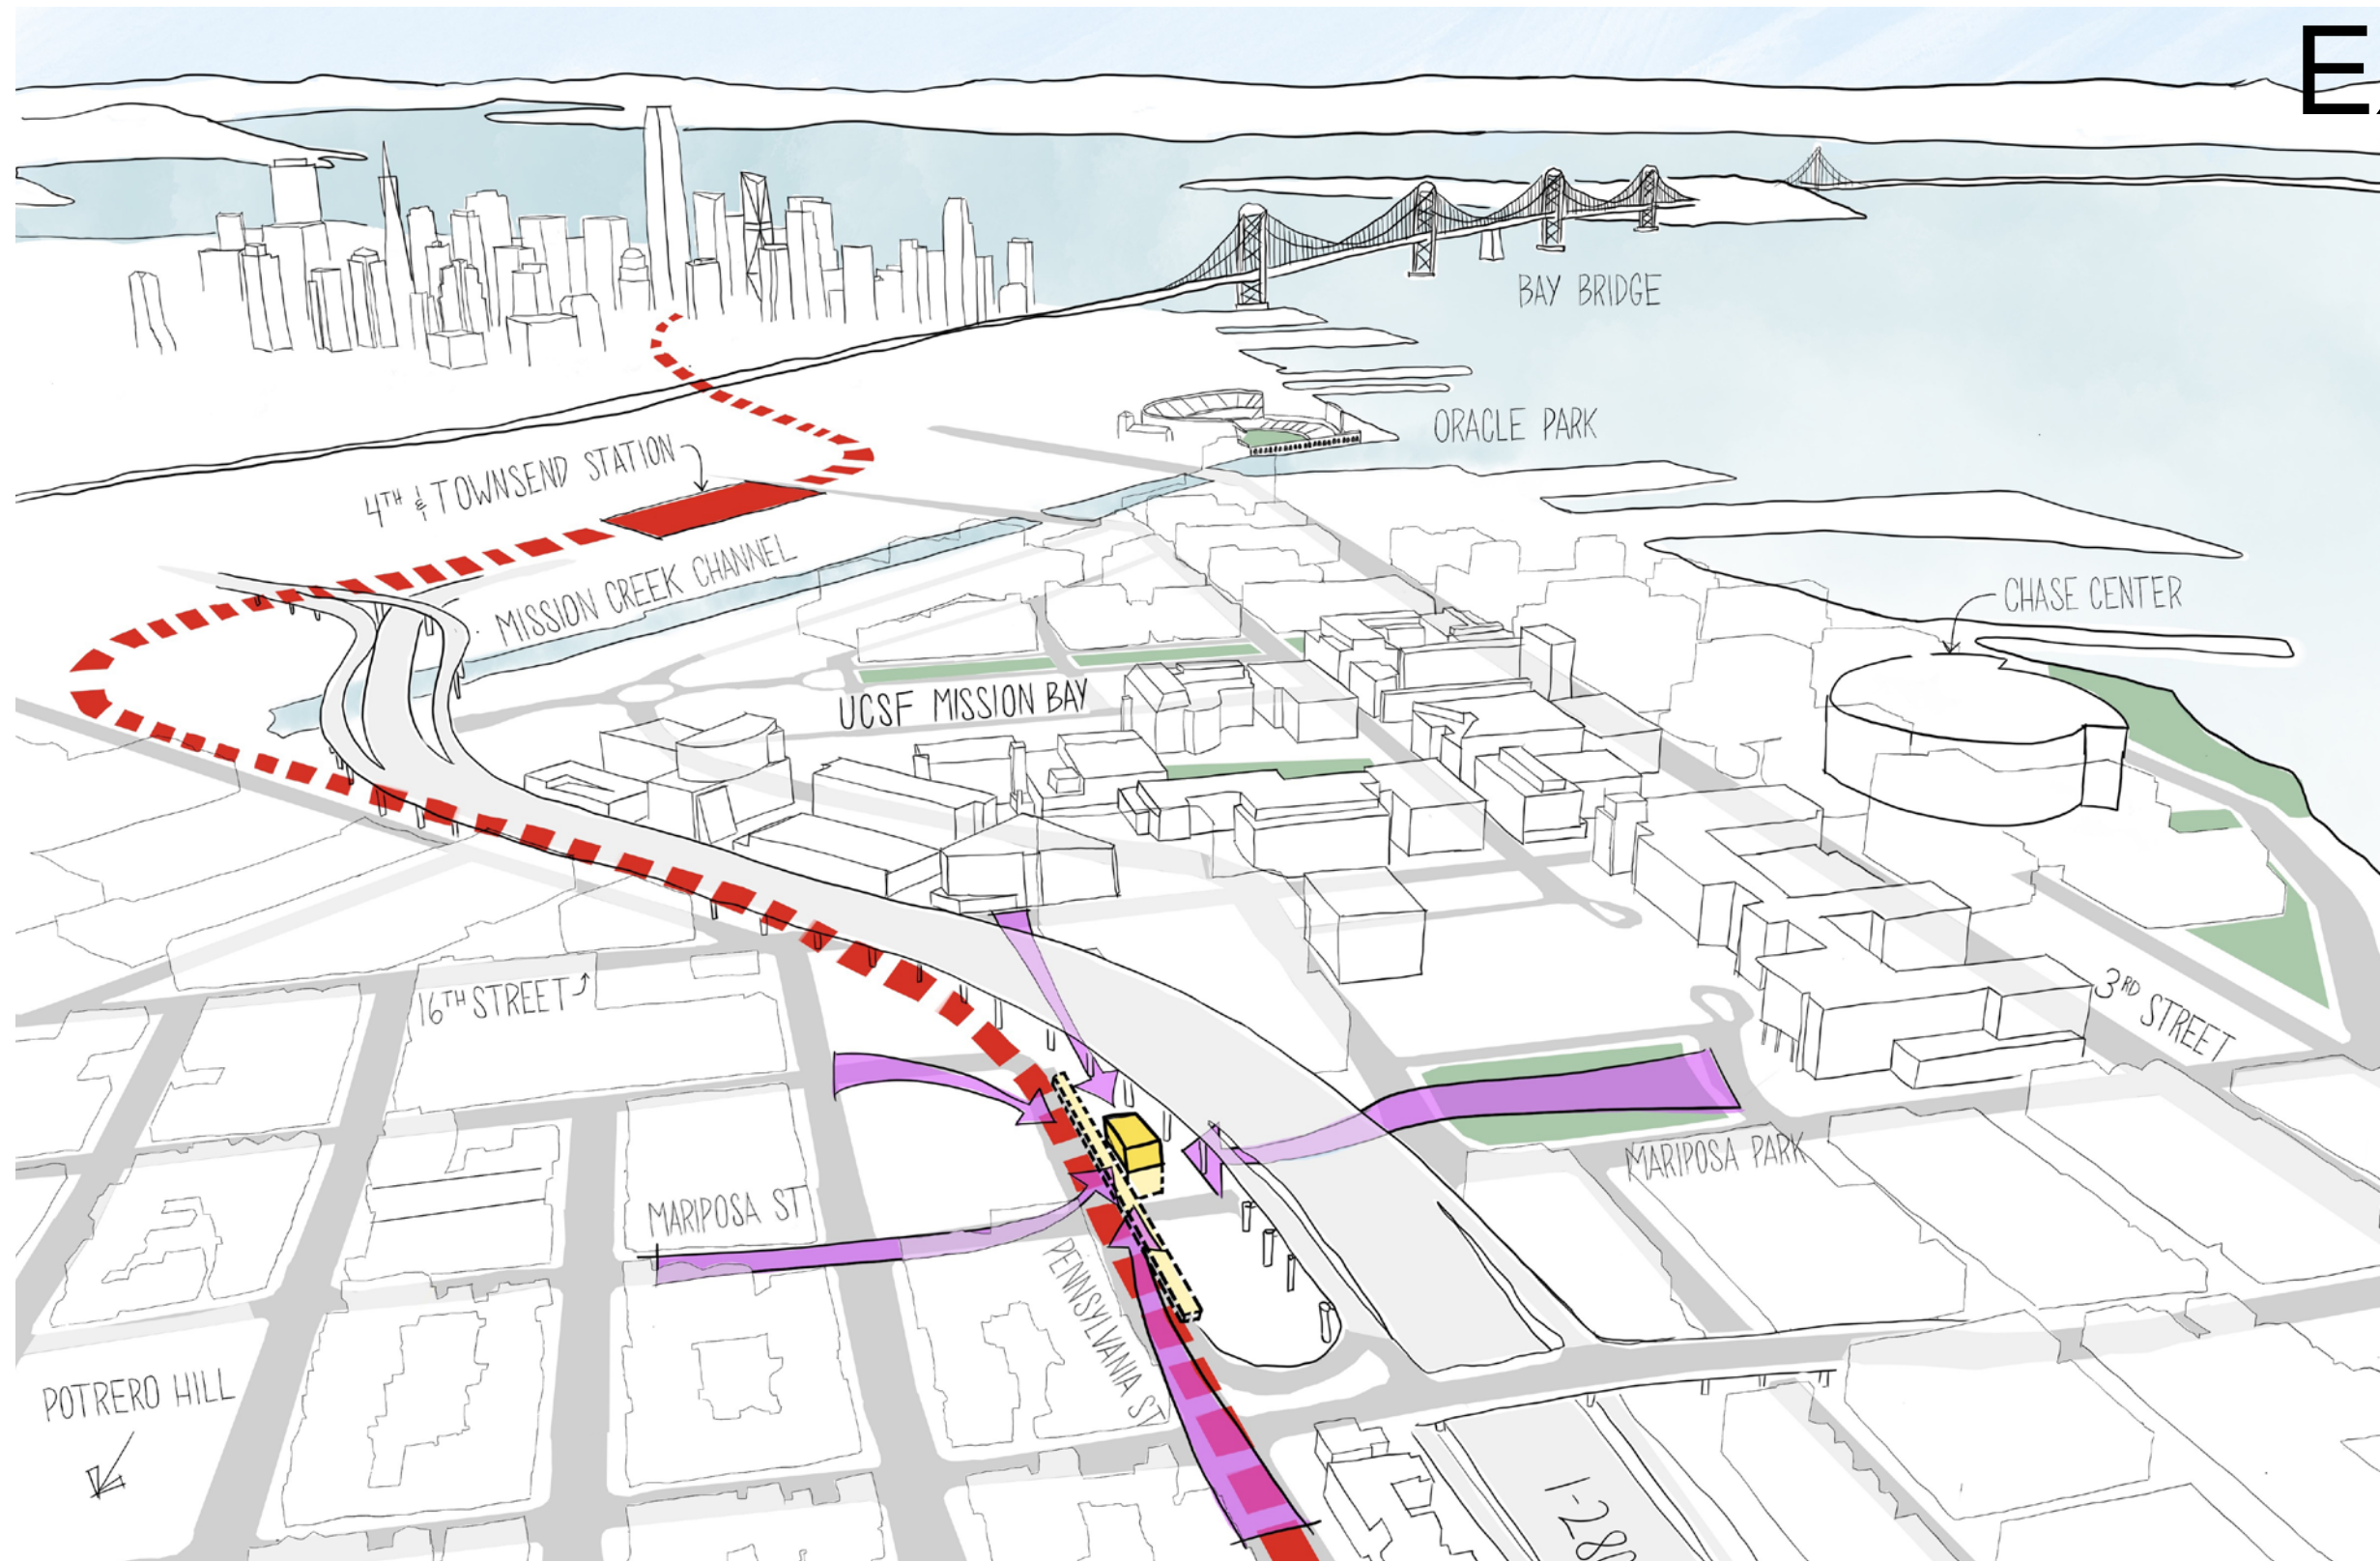 BAY BRIDGE
ORACLE PARK
4TH & TOWNSEND STATION
MISSION CREEK CHANNEL
CHASE CENTER
UCSF MISSION BAY
16TH STREET
3RD STREET
MARIPOSA PARK
MARIPOSA ST
PENNSYLVANIA ST
POTRERO HILL
I-280